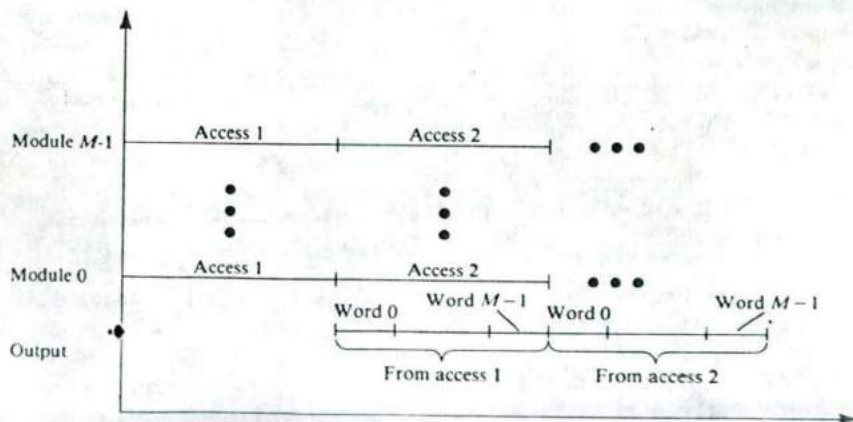 Module M-1
Access 1
Access 2
Module 0
Access 1
Access 2
Word 0
Word M−1
Word 0
Word M−1
Output
From access 1
From access 2